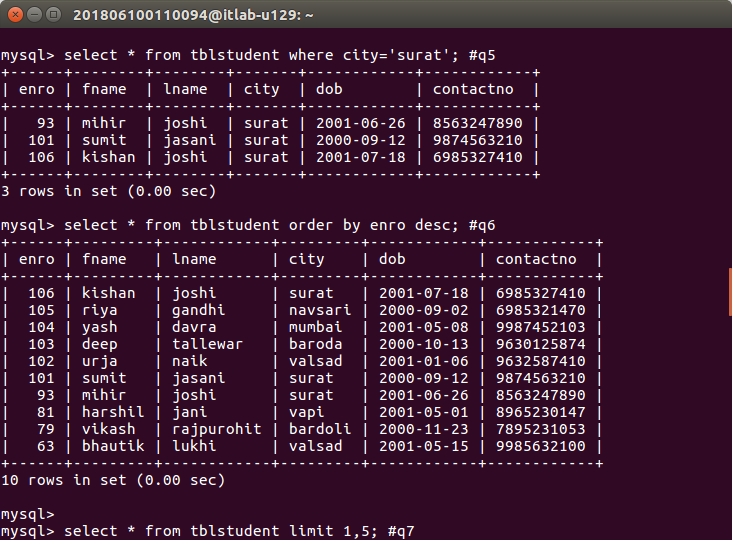 201806100110094@itlab-u129: ~
mysql> select * from tblstudent where city='surat'; #q5
+------+--------+--------+-------+------------+------------+
| enro | fname  | lname  | city  | dob        | contactno  |
+------+--------+--------+-------+------------+------------+
|   93 | mihir  | joshi  | surat | 2001-06-26 | 8563247890 |
|  101 | sumit  | jasani | surat | 2000-09-12 | 9874563210 |
|  106 | kishan | joshi  | surat | 2001-07-18 | 6985327410 |
+------+--------+--------+-------+------------+------------+
3 rows in set (0.00 sec)
mysql> select * from tblstudent order by enro desc; #q6
+------+---------+------------+---------+------------+------------+
| enro | fname   | lname      | city    | dob        | contactno  |
+------+---------+------------+---------+------------+------------+
|  106 | kishan  | joshi      | surat   | 2001-07-18 | 6985327410 |
|  105 | riya    | gandhi     | navsari | 2000-09-02 | 6985321470 |
|  104 | yash    | davra      | mumbai  | 2001-05-08 | 9987452103 |
|  103 | deep    | tallewar   | baroda  | 2000-10-13 | 9630125874 |
|  102 | urja    | naik       | valsad  | 2001-01-06 | 9632587410 |
|  101 | sumit   | jasani     | surat   | 2000-09-12 | 9874563210 |
|   93 | mihir   | joshi      | surat   | 2001-06-26 | 8563247890 |
|   81 | harshil | jani       | vapi    | 2001-05-01 | 8965230147 |
|   79 | vikash  | rajpurohit | bardoli | 2000-11-23 | 7895231053 |
|   63 | bhautik | lukhi      | valsad  | 2001-05-15 | 9985632100 |
+------+---------+------------+---------+------------+------------+
10 rows in set (0.00 sec)
mysql>
mysql> select * from tblstudent limit 1,5; #q7